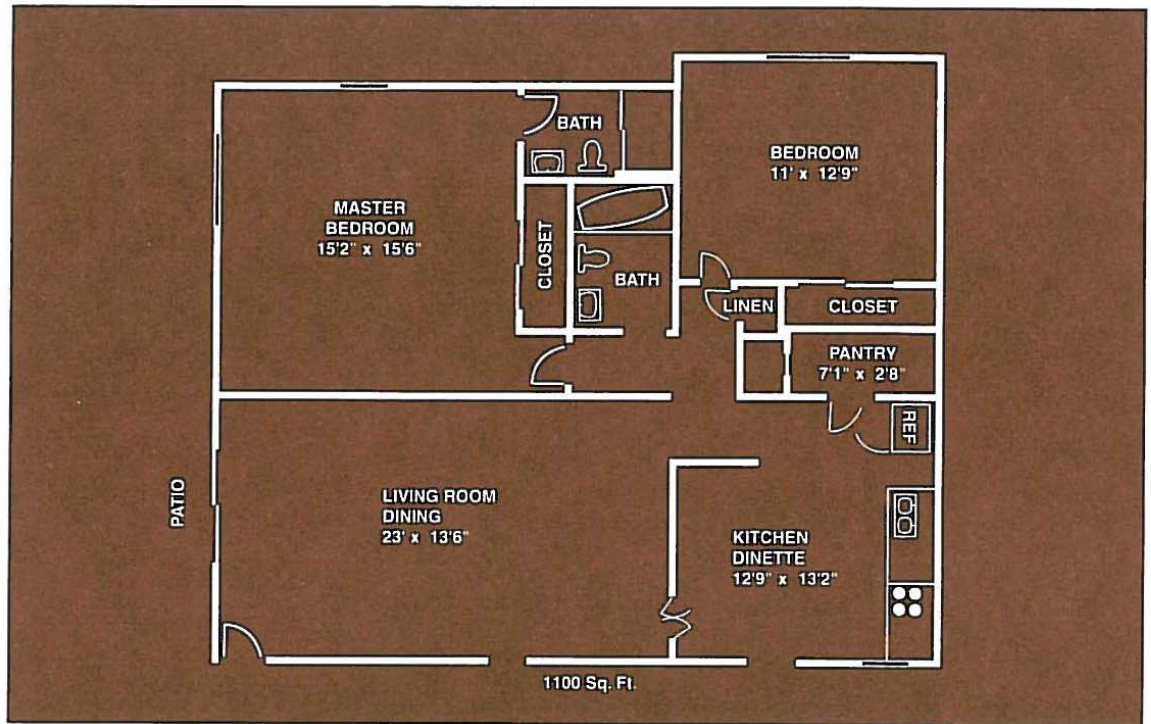 BATH
BEDROOM
11' x 12'9"
MASTER
BEDROOM
15'2" x 15'6"
CLOSET
BATH
LINEN
CLOSET
PANTRY
7'1" x 2'8"
REF
PATIO
LIVING ROOM
DINING
23' x 13'6"
KITCHEN
DINETTE
12'9" x 13'2"
1100 Sq. Ft.